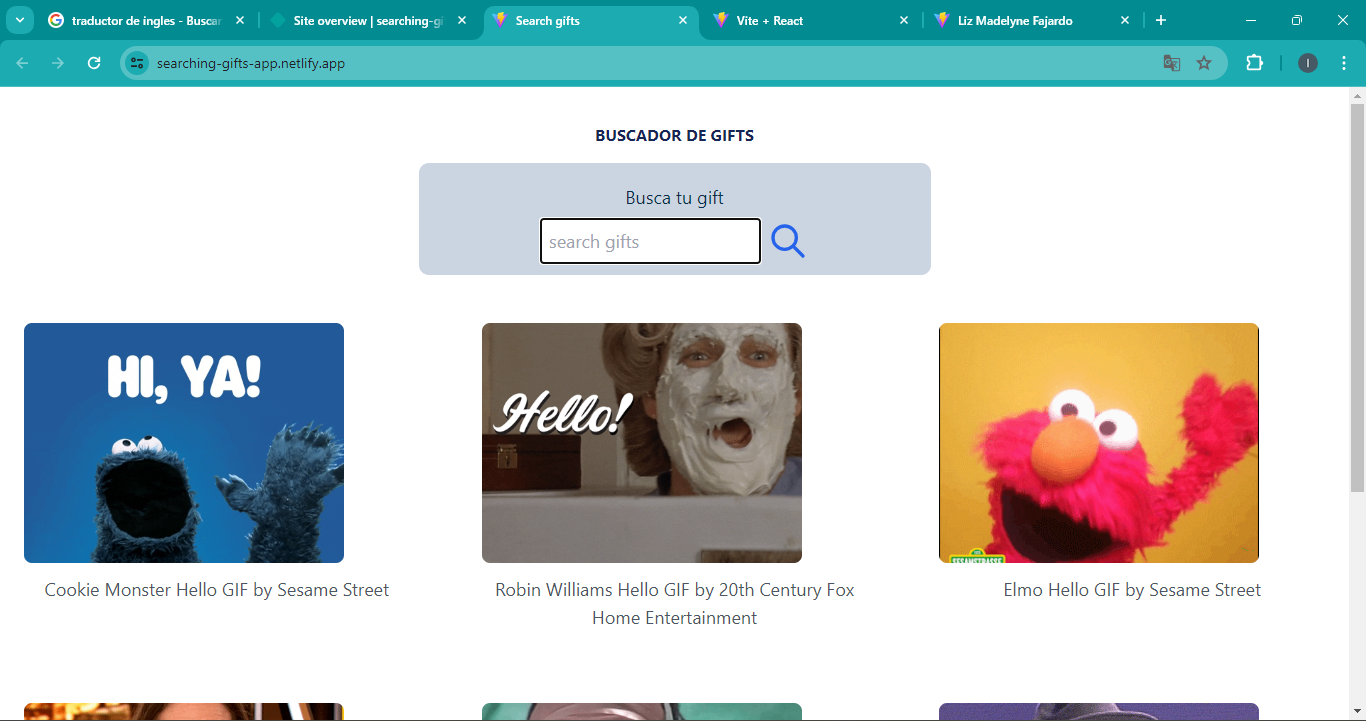 traductor de ingles - Buscar
Site overview | searching-gi
Search gifts
Vite + React
Liz Madelyne Fajardo
searching-gifts-app.netlify.app
I
BUSCADOR DE GIFTS
Busca tu gift
search gifts
HI, YA!
Hello!
SESAMSTRASSE
Cookie Monster Hello GIF by Sesame Street
Robin Williams Hello GIF by 20th Century Fox
Home Entertainment
Elmo Hello GIF by Sesame Street